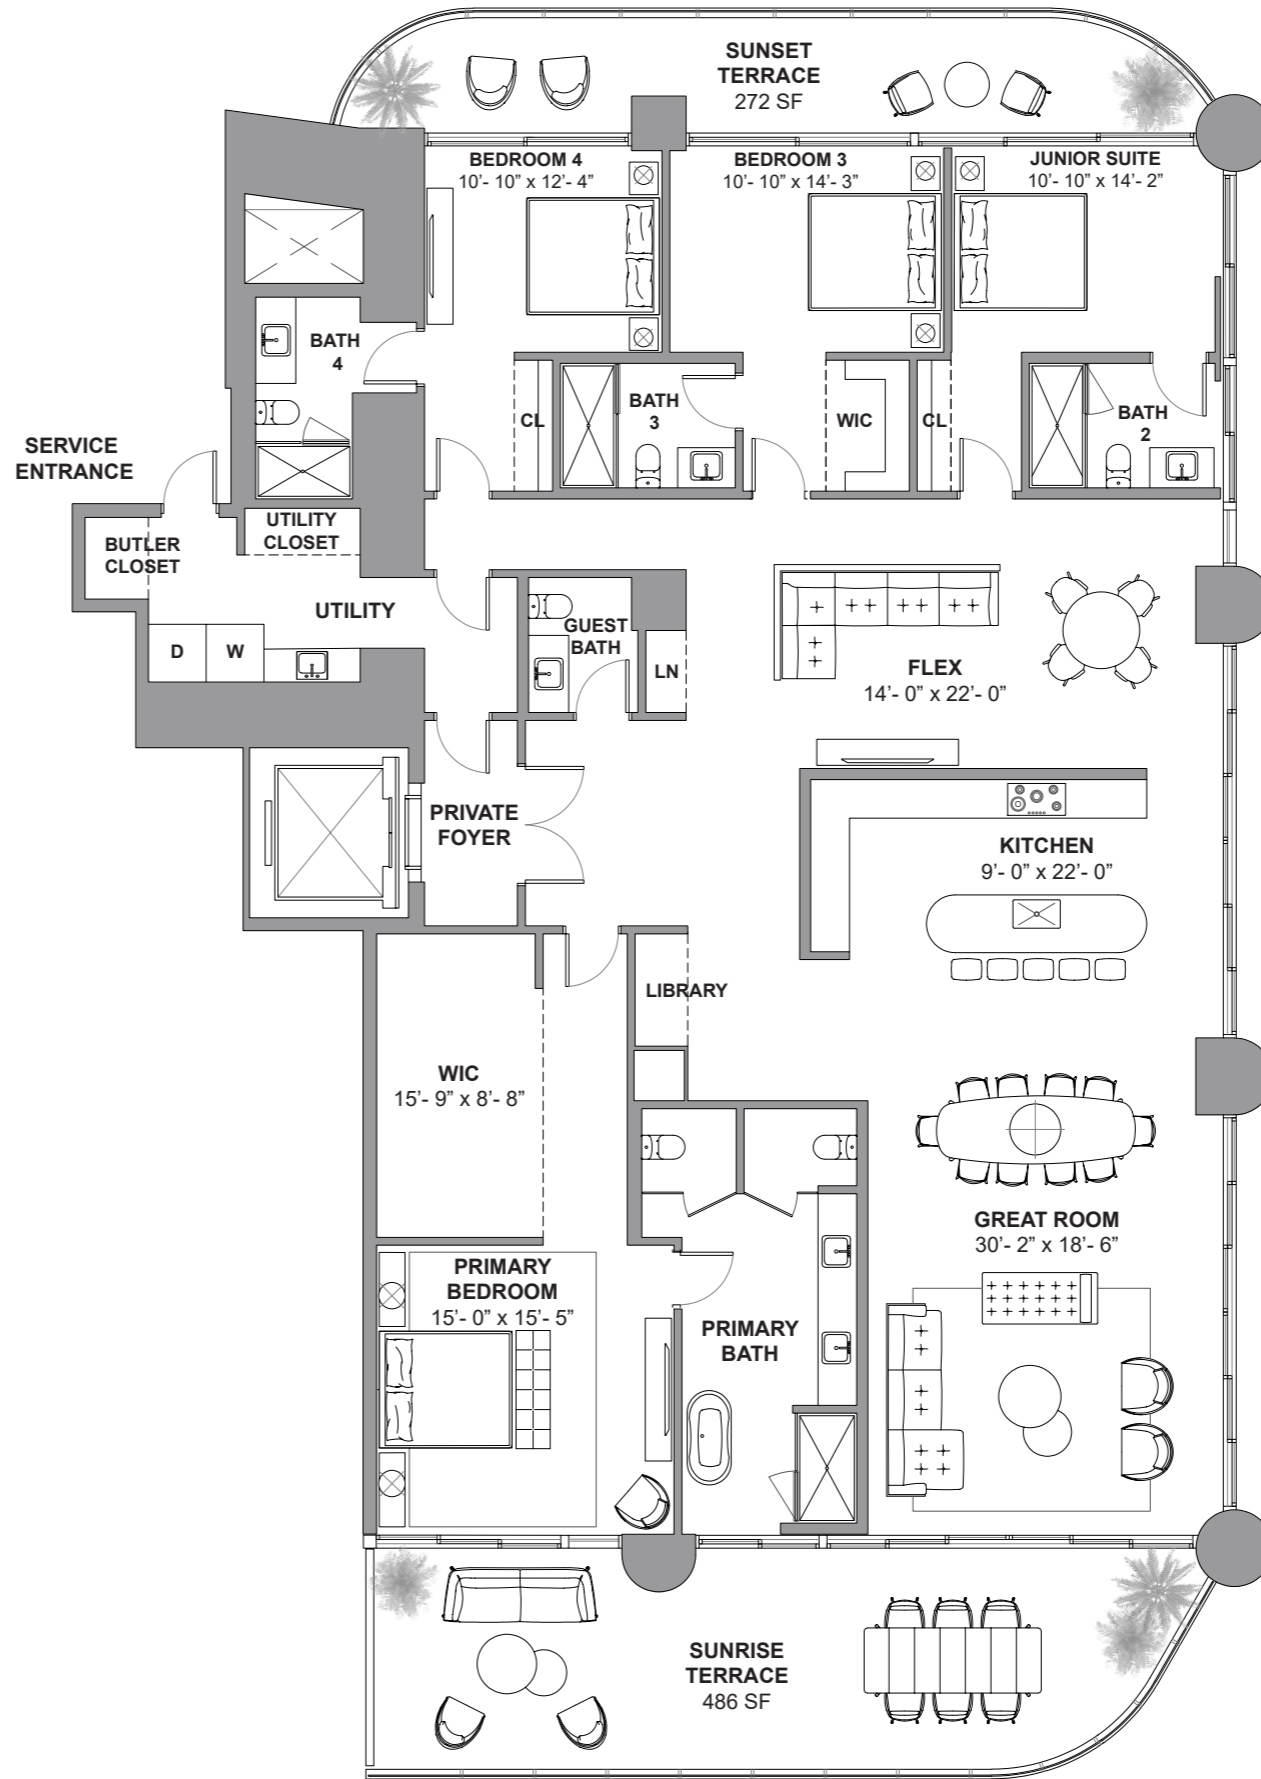 SUNSET
TERRACE
272 SF
BEDROOM 4
10'- 10” x 12'- 4”
BEDROOM 3
10'- 10” x 14'- 3”
JUNIOR SUITE
10'- 10” x 14'- 2”
BATH
4
CL
BATH
3
WIC
CL
BATH
2
SERVICE
ENTRANCE
BUTLER
CLOSET
UTILITY
CLOSET
UTILITY
D
W
GUEST
BATH
LN
FLEX
14'- 0” x 22'- 0”
PRIVATE
FOYER
KITCHEN
9'- 0” x 22'- 0”
LIBRARY
WIC
15'- 9” x 8'- 8”
GREAT ROOM
30'- 2” x 18'- 6”
PRIMARY
BEDROOM
15'- 0” x 15'- 5”
PRIMARY
BATH
SUNRISE
TERRACE
486 SF